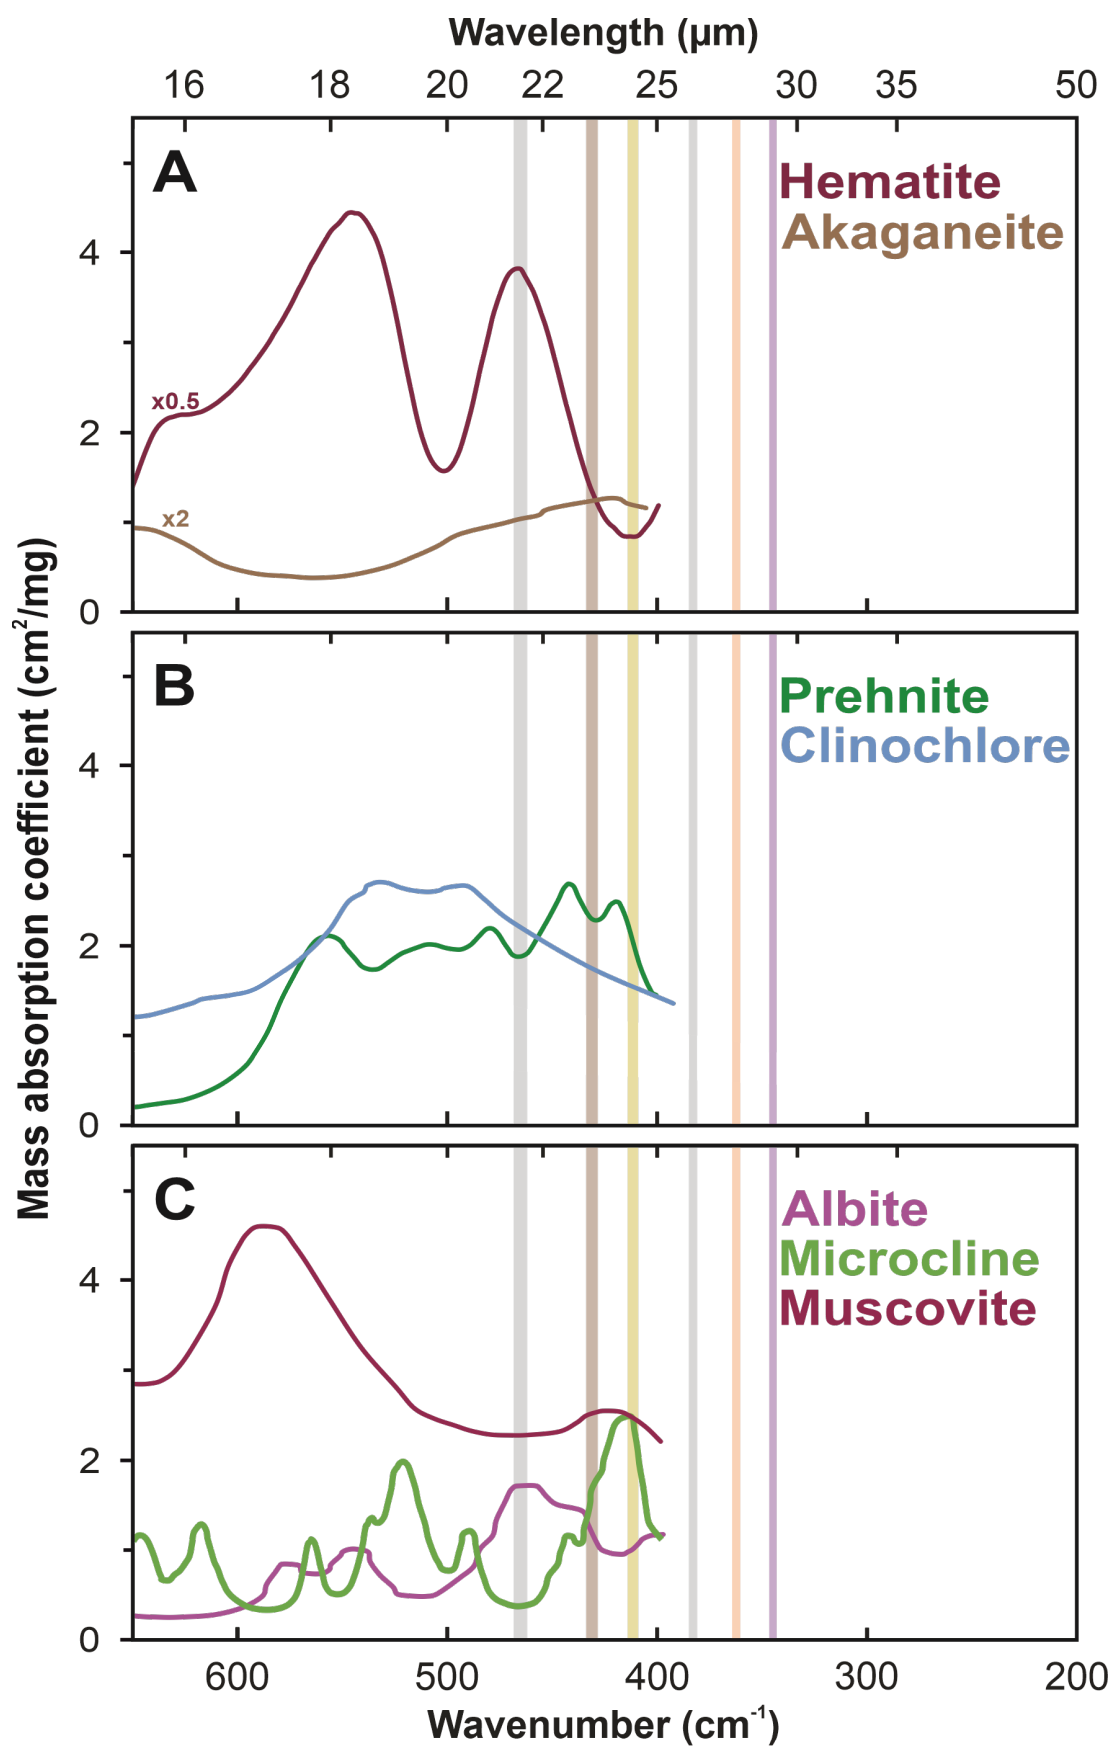 Wavelength (µm)
16 18 20 22 25 30 35 50
A
Hematite
Akaganeite
4
x0.5
2
x2
0
Mass absorption coefficient (cm²/mg)
B
Prehnite
Clinochlore
4
2
0
C
Albite
Microcline
Muscovite
4
2
0
600 500 400 300 200
Wavenumber (cm⁻¹)